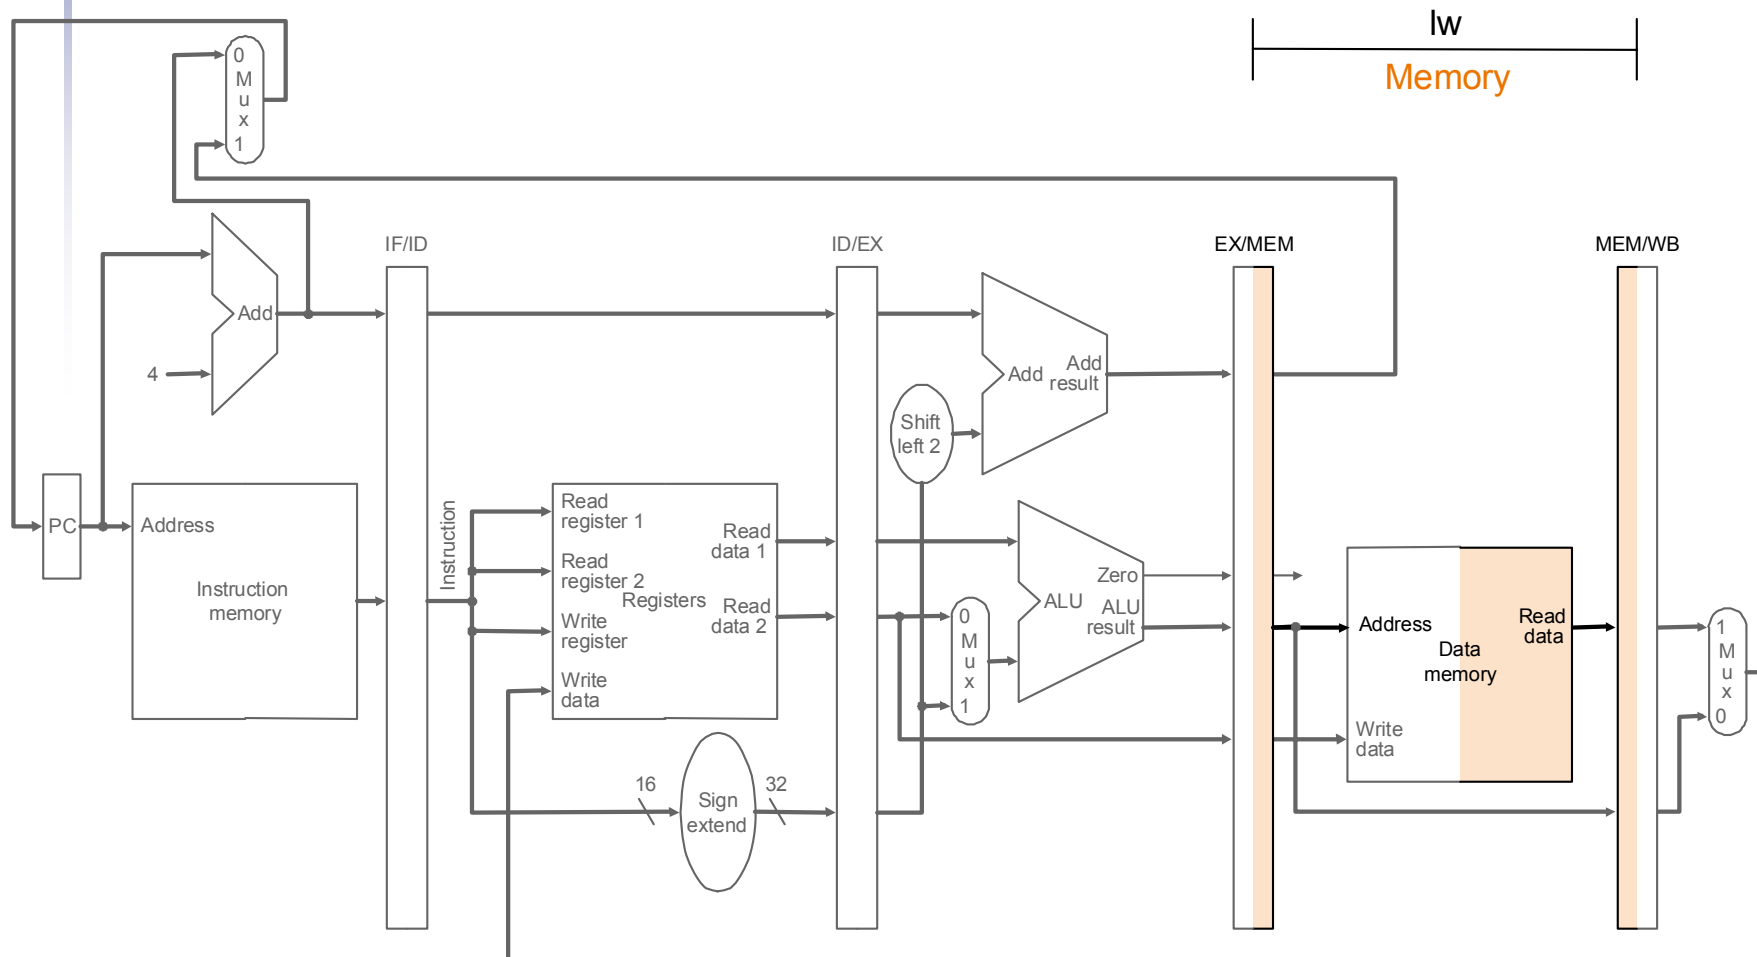 lw
Memory
0
M
u
x
1
IF/ID
ID/EX
EX/MEM
MEM/WB
Add
4
Add
Add
result
Shift
left 2
PC
Address
Instruction
memory
Instruction
Read
register 1
Read
register 2
Write
register
Write
data
Registers
Read
data 1
Read
data 2
16
Sign
extend
32
0
M
u
x
1
Zero
ALU
ALU
result
Address
Write
data
Data
memory
Read
data
1
M
u
x
0